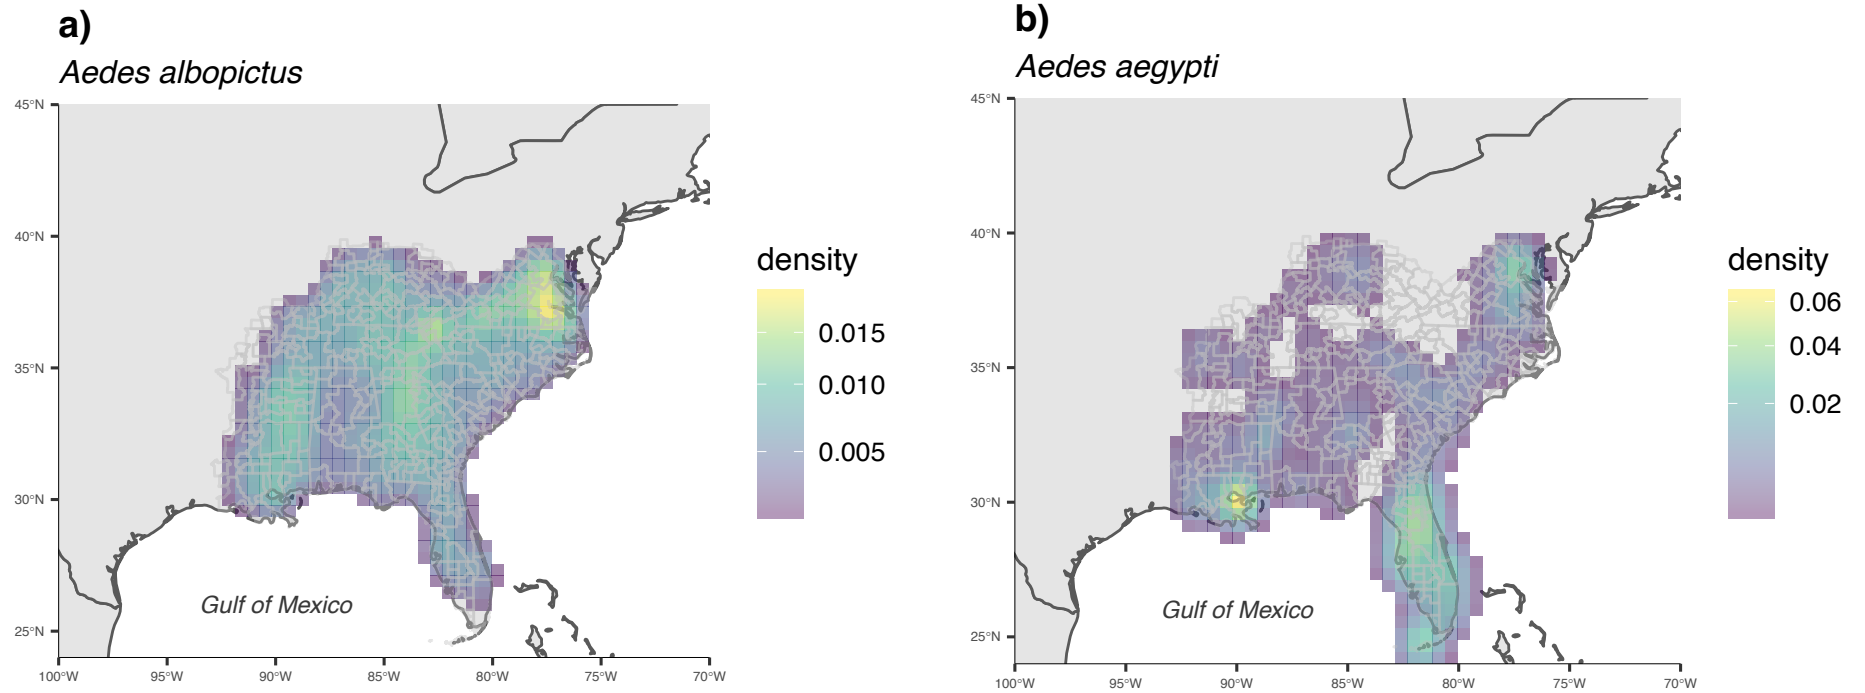 a)
Aedes albopictus
45°N
40°N
35°N
30°N
25°N
100°W
95°W
90°W
85°W
80°W
75°W
70°W
Gulf of Mexico
density
0.015
0.010
0.005
b)
Aedes aegypti
45°N
40°N
35°N
30°N
25°N
100°W
95°W
90°W
85°W
80°W
75°W
70°W
Gulf of Mexico
density
0.06
0.04
0.02